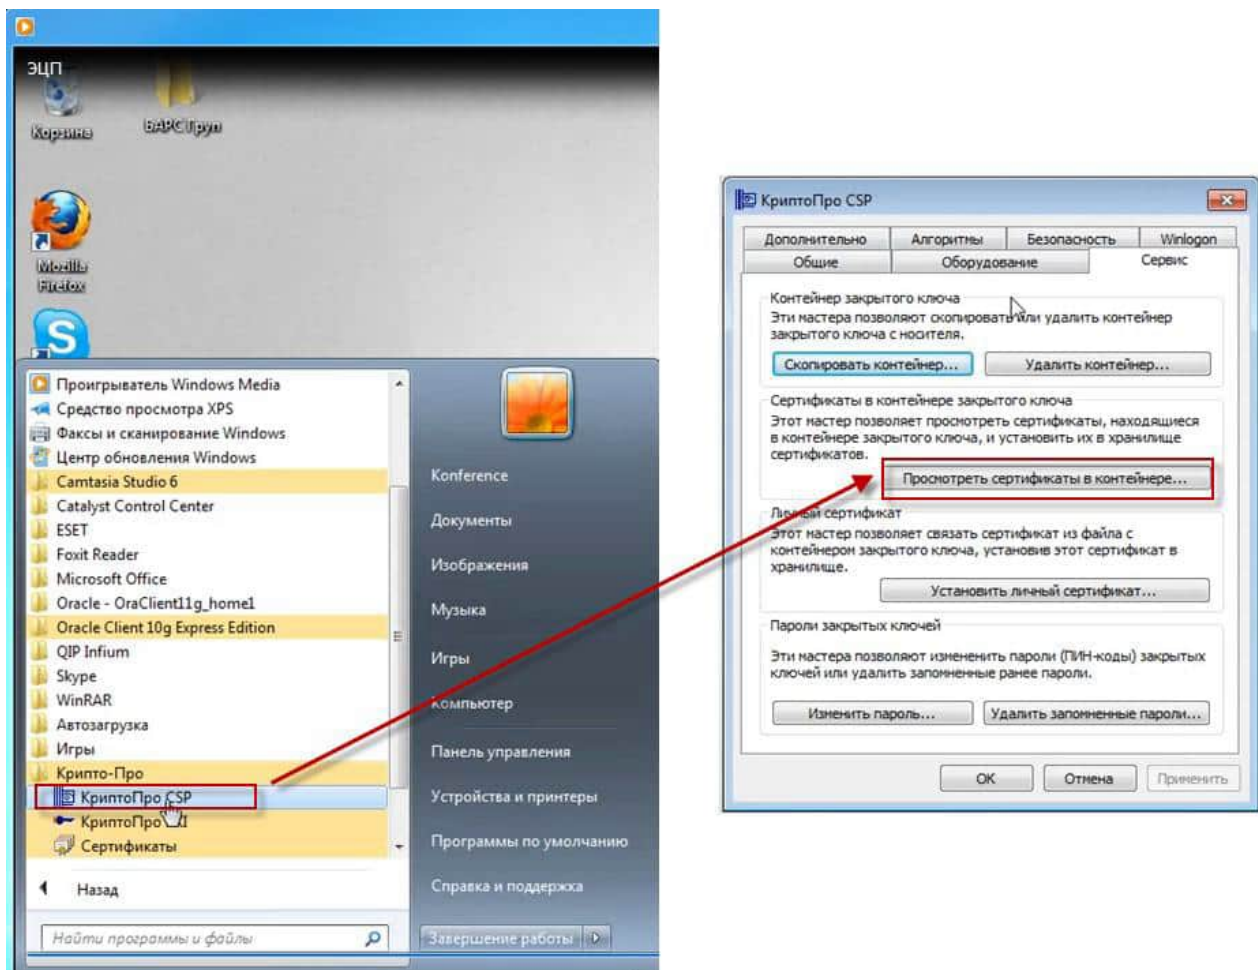 ЭЦП
Корзина
БАРС Груп
Mozilla
Firefox
Проигрыватель Windows Media
Средство просмотра XPS
Факсы и сканирование Windows
Центр обновления Windows
Camtasia Studio 6
Catalyst Control Center
ESET
Foxit Reader
Microsoft Office
Oracle - OraClient11g_home1
Oracle Client 10g Express Edition
QIP Infium
Skype
WinRAR
Автозагрузка
Игры
Крипто-Про
КриптоПро CSP
КриптоПро
Сертификаты
Назад
Найти программы и файлы
Konference
Документы
Изображения
Музыка
Игры
Компьютер
Панель управления
Устройства и принтеры
Программы по умолчанию
Справка и поддержка
Завершение работы
КриптоПро CSP
Дополнительно Алгоритмы Безопасность Winlogon
Общие Оборудование Сервис
Контейнер закрытого ключа
Эти мастера позволяют скопировать или удалить контейнер
закрытого ключа с носителя.
Скопировать контейнер... Удалить контейнер...
Сертификаты в контейнере закрытого ключа
Этот мастер позволяет просмотреть сертификаты, находящиеся
в контейнере закрытого ключа, и установить их в хранилище
сертификатов.
Просмотреть сертификаты в контейнере...
Личный сертификат
Этот мастер позволяет связать сертификат из файла с
контейнером закрытого ключа, установив этот сертификат в
хранилище.
Установить личный сертификат...
Пароли закрытых ключей
Эти мастера позволяют измененить пароли (ПИН-коды) закрытых
ключей или удалить запомненные ранее пароли.
Изменить пароль... Удалить запомненные пароли...
ОК Отмена Применить